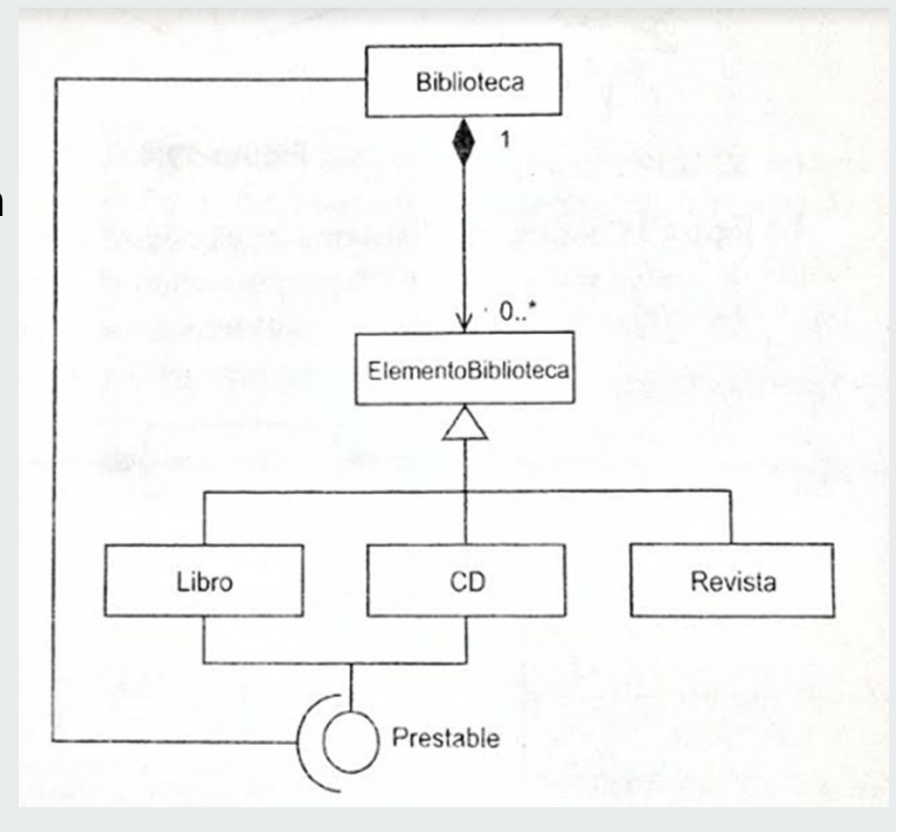 Biblioteca
1
0..*
ElementoBiblioteca
Libro
CD
Revista
Prestable